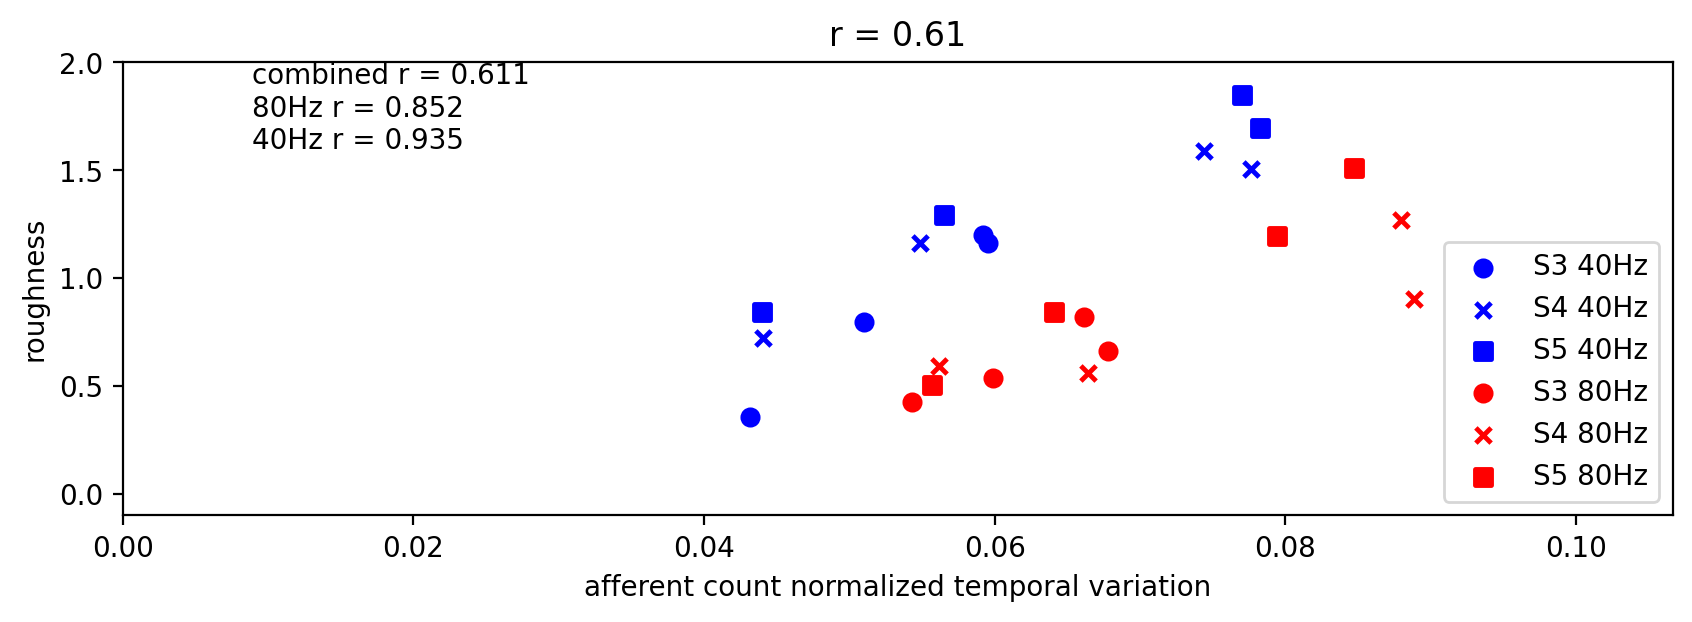 r = 0.61
combined r = 0.611
80Hz r = 0.852
40Hz r = 0.935
2.0
1.5
1.0
0.5
0.0
roughness
S3 40Hz
S4 40Hz
S5 40Hz
S3 80Hz
S4 80Hz
S5 80Hz
0.00 0.02 0.04 0.06 0.08 0.10
afferent count normalized temporal variation